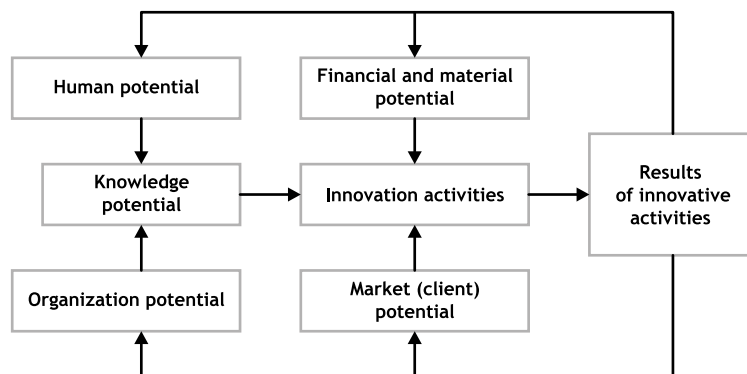 Human potential
Financial and material
potential
Knowledge
potential
Innovation activities
Results
of innovative
activities
Organization potential
Market (client)
potential